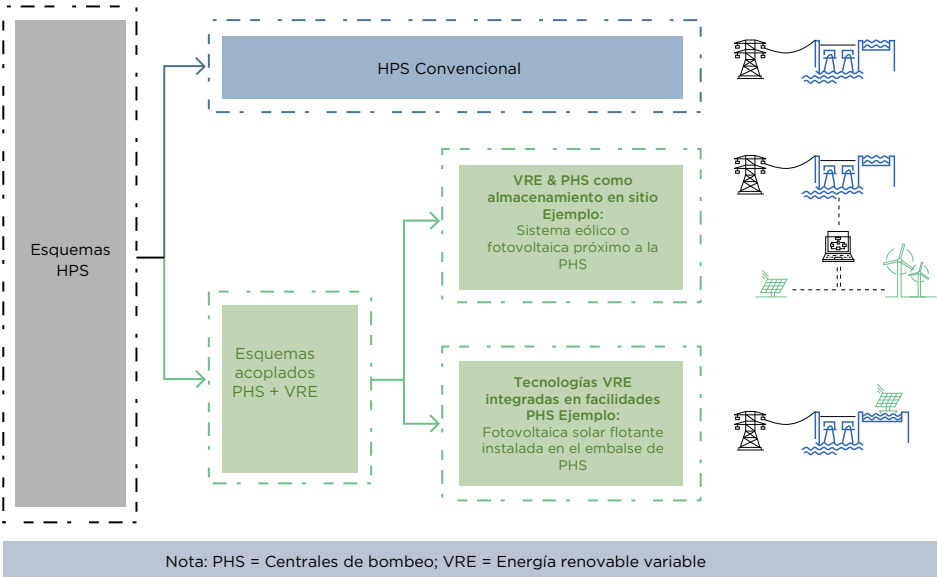 HPS Convencional
VRE & PHS como
almacenamiento en sitio
Ejemplo:
Sistema eólico o
fotovoltaica próximo a la
PHS
Esquemas
HPS
Esquemas
acoplados
PHS + VRE
Tecnologías VRE
integradas en facilidades
PHS Ejemplo:
Fotovoltaica solar flotante
instalada en el embalse de
PHS
Nota: PHS = Centrales de bombeo; VRE = Energía renovable variable